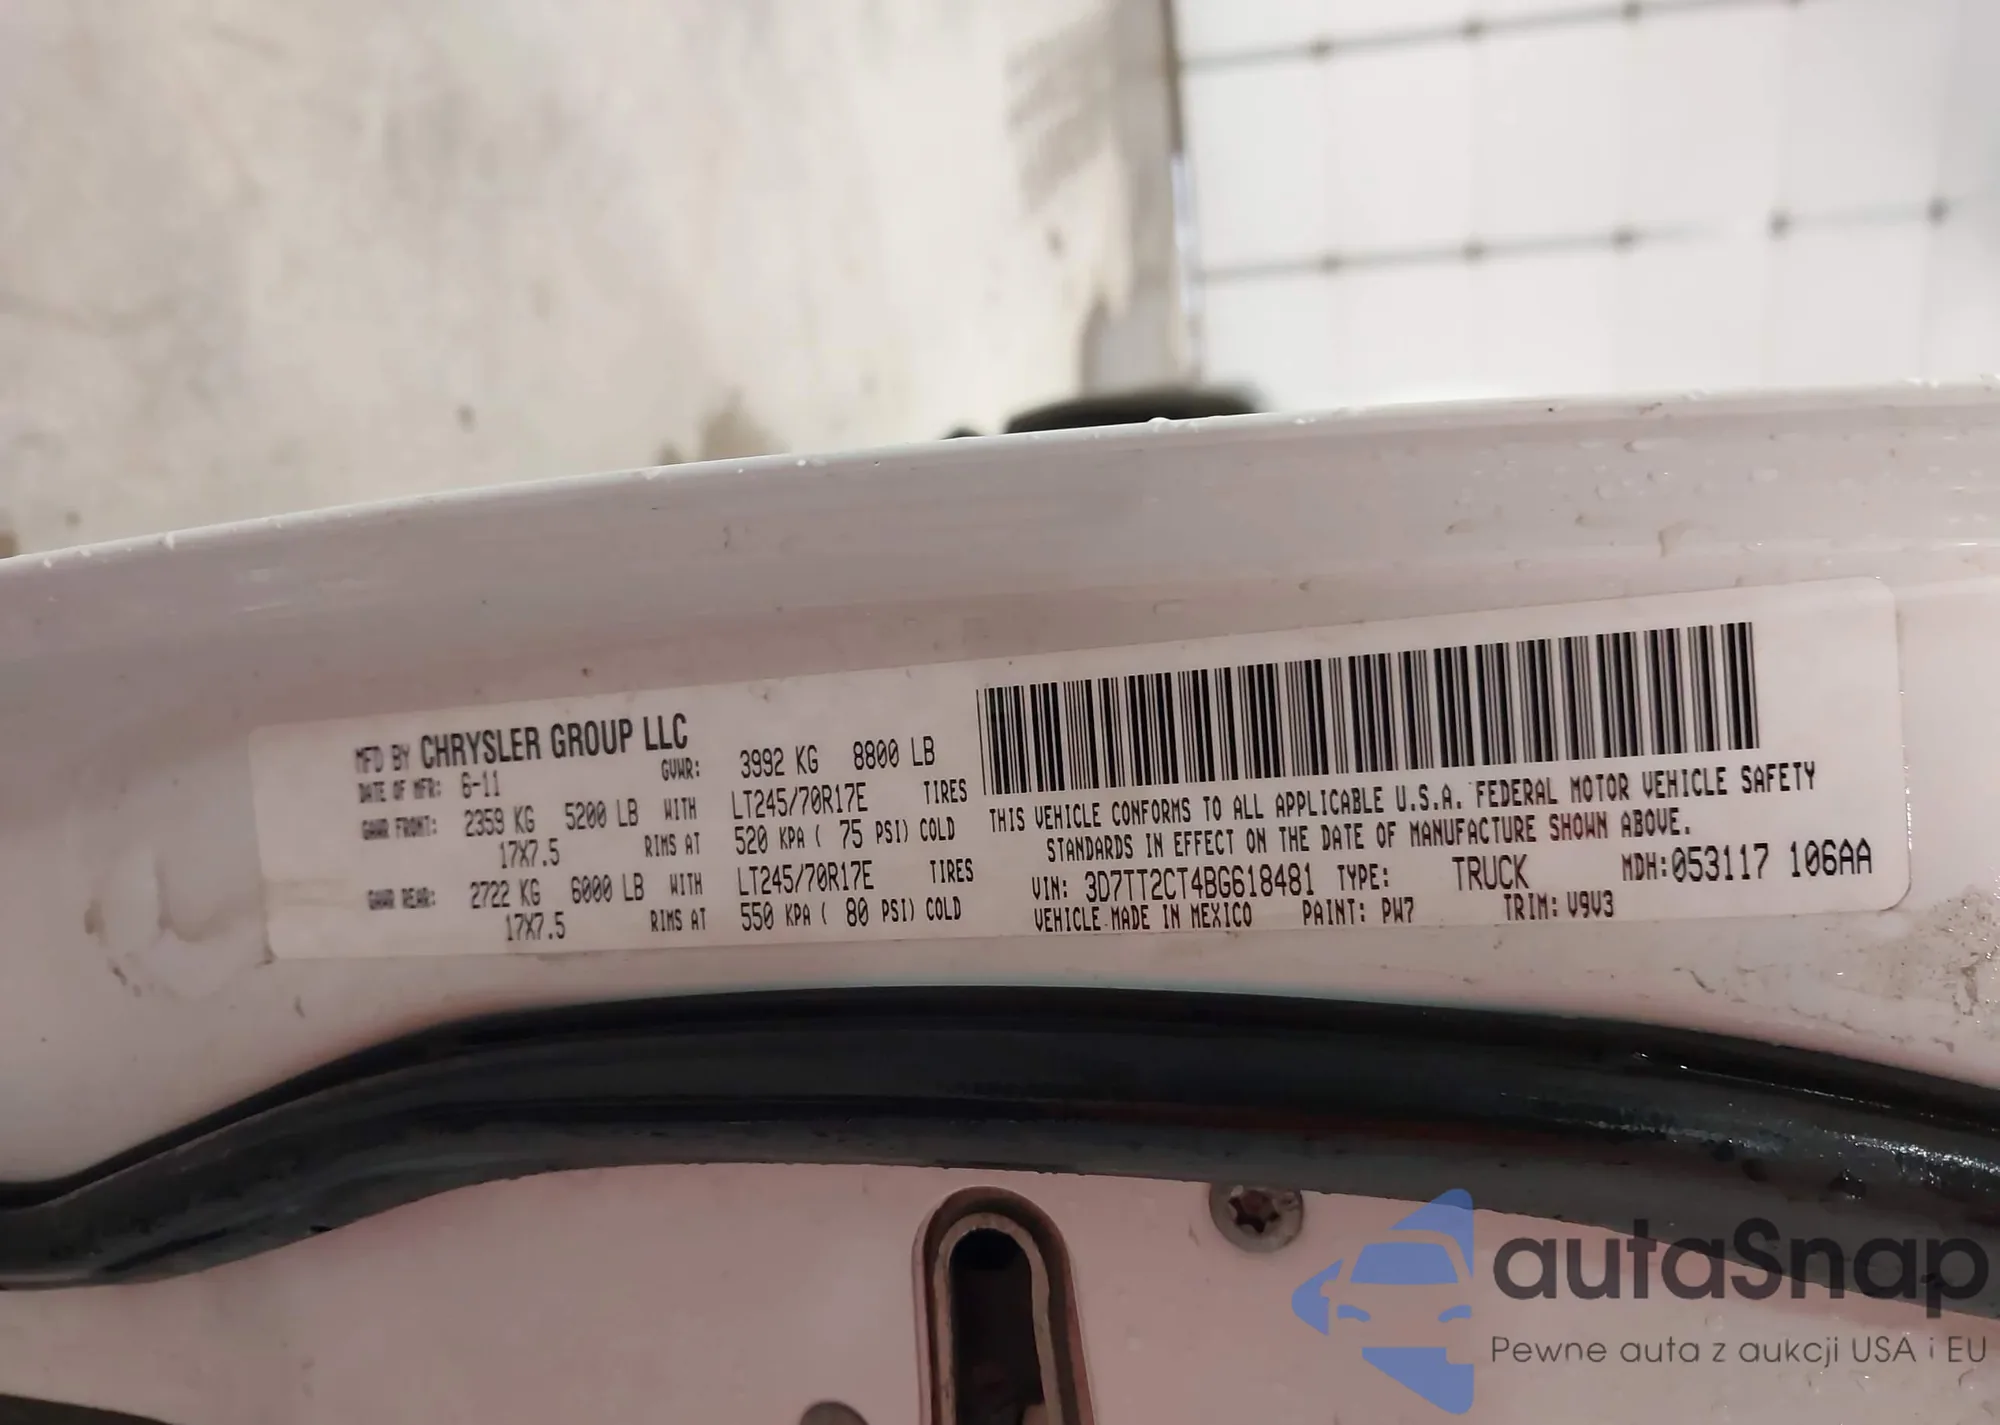 MFD BY CHRYSLER GROUP LLC
DATE OF MFR: 6-11 GVWR: 3992 KG 8800 LB
GAWR FRONT: 2359 KG 5200 LB WITH LT245/70R17E TIRES
17X7.5 RIMS AT 520 KPA ( 75 PSI) COLD
GAWR REAR: 2722 KG 6000 LB WITH LT245/70R17E TIRES
17X7.5 RIMS AT 550 KPA ( 80 PSI) COLD
THIS VEHICLE CONFORMS TO ALL APPLICABLE U.S.A. FEDERAL MOTOR VEHICLE SAFETY
STANDARDS IN EFFECT ON THE DATE OF MANUFACTURE SHOWN ABOVE.
VIN: 3D7TT2CT4BG618481 TYPE: TRUCK MDH:053117 106AA
VEHICLE MADE IN MEXICO PAINT: PW7 TRIM: V9V3
autaSnap
Pewne auta z aukcji USA i EU